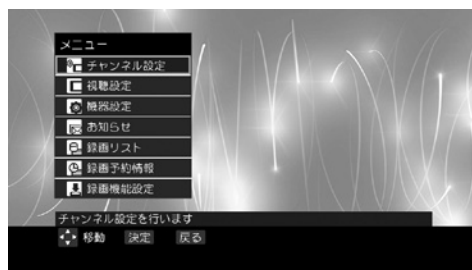 メニュー
チャンネル設定
視聴設定
機器設定
お知らせ
録画リスト
録画予約情報
録画機能設定
チャンネル設定を行います
移動 決定 戻る